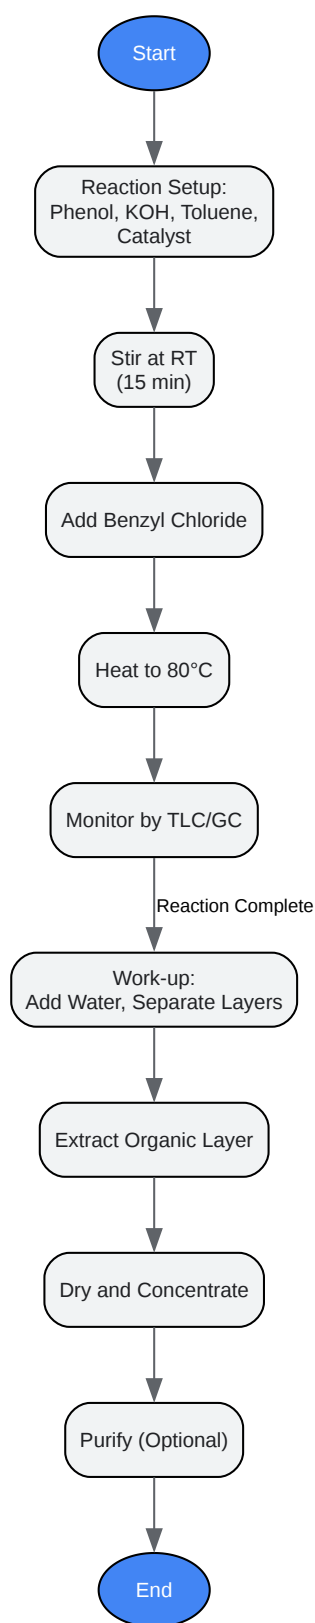 Start
Reaction Setup:
Phenol, KOH, Toluene,
Catalyst
Stir at RT
(15 min)
Add Benzyl Chloride
Heat to 80°C
Monitor by TLC/GC
Reaction Complete
Work-up:
Add Water, Separate Layers
Extract Organic Layer
Dry and Concentrate
Purify (Optional)
End